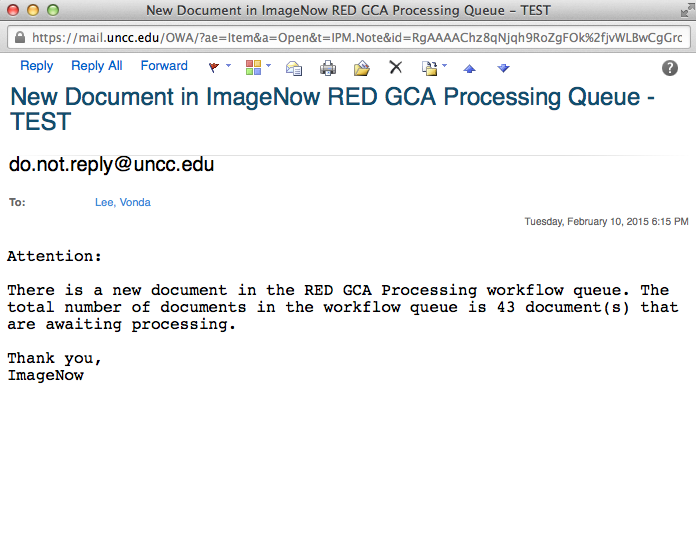 New Document in ImageNow RED GCA Processing Queue – TEST
https://mail.uncc.edu/OWA/?ae=Item&a=Open&t=IPM.Note&id=RgAAAAChz8qNjqh9RoZgFOk%2fjvWLBwCgGrc
Reply Reply All Forward
New Document in ImageNow RED GCA Processing Queue -
TEST
do.not.reply@uncc.edu
To: Lee, Vonda
Tuesday, February 10, 2015 6:15 PM
Attention:
There is a new document in the RED GCA Processing workflow queue. The
total number of documents in the workflow queue is 43 document(s) that
are awaiting processing.
Thank you,
ImageNow